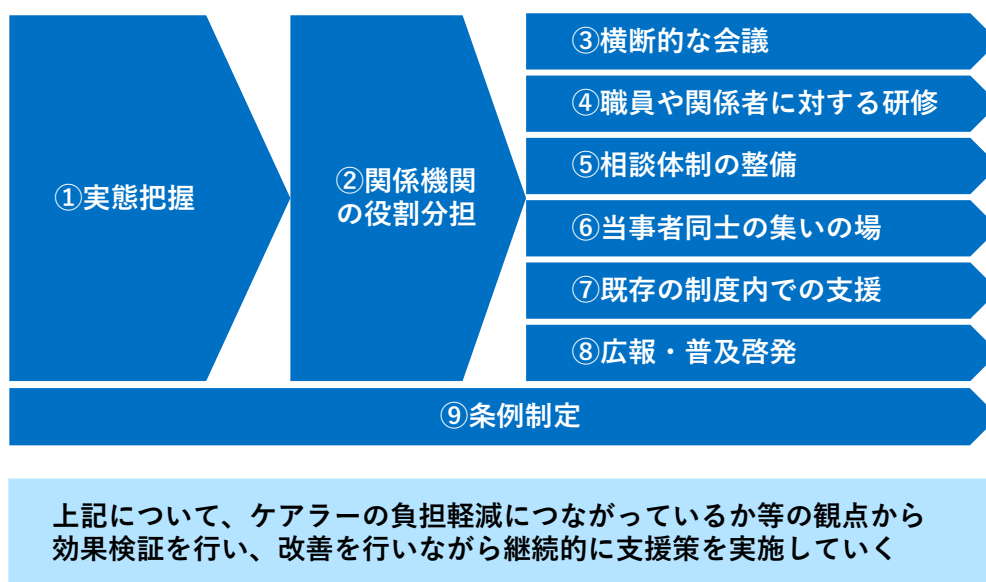 ①実態把握
②関係機関
の役割分担
③横断的な会議
④職員や関係者に対する研修
⑤相談体制の整備
⑥当事者同士の集いの場
⑦既存の制度内での支援
⑧広報・普及啓発
⑨条例制定
上記について、ケアラーの負担軽減につながっているか等の観点から
効果検証を行い、改善を行いながら継続的に支援策を実施していく